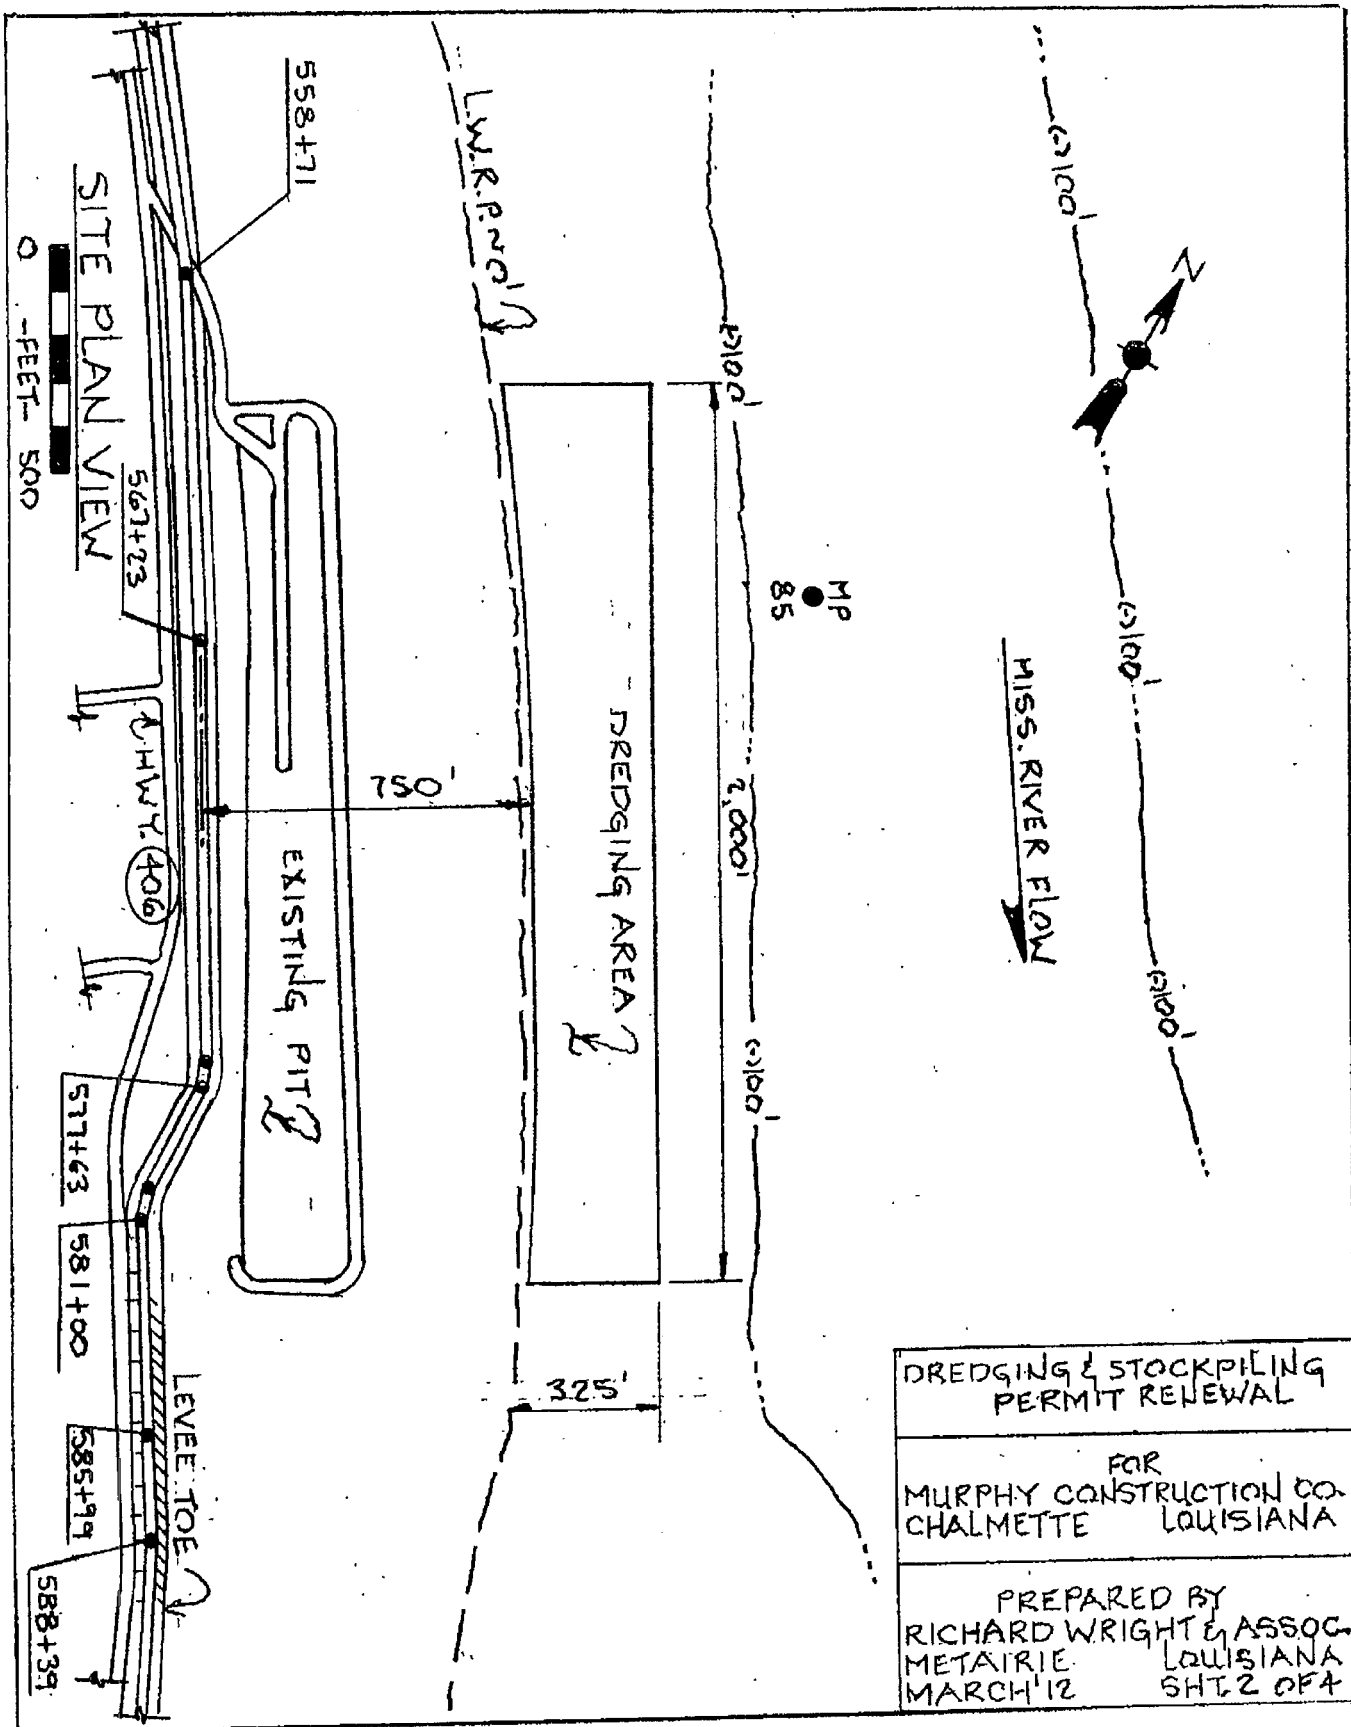 558+71
L.W.R.P. NO'
(-)100'
(-)100'
N
SITE PLAN VIEW
0 -FEET- 500
567+23
(-)100'
MP
85
(-)100'
MISS. RIVER FLOW
HWY. 406
750'
EXISTING PIT
DREDGING AREA
2,000'
(-)100'
(-)100'
577+63
581+00
585+99
588+39
LEVEE TOE
325'
DREDGING & STOCKPILING
PERMIT RENEWAL
FOR
MURPHY CONSTRUCTION CO.
CHALMETTE LOUISIANA
PREPARED BY
RICHARD WRIGHT & ASSOC.
METAIRIE LOUISIANA
MARCH '12 SHT. 2 OF 4